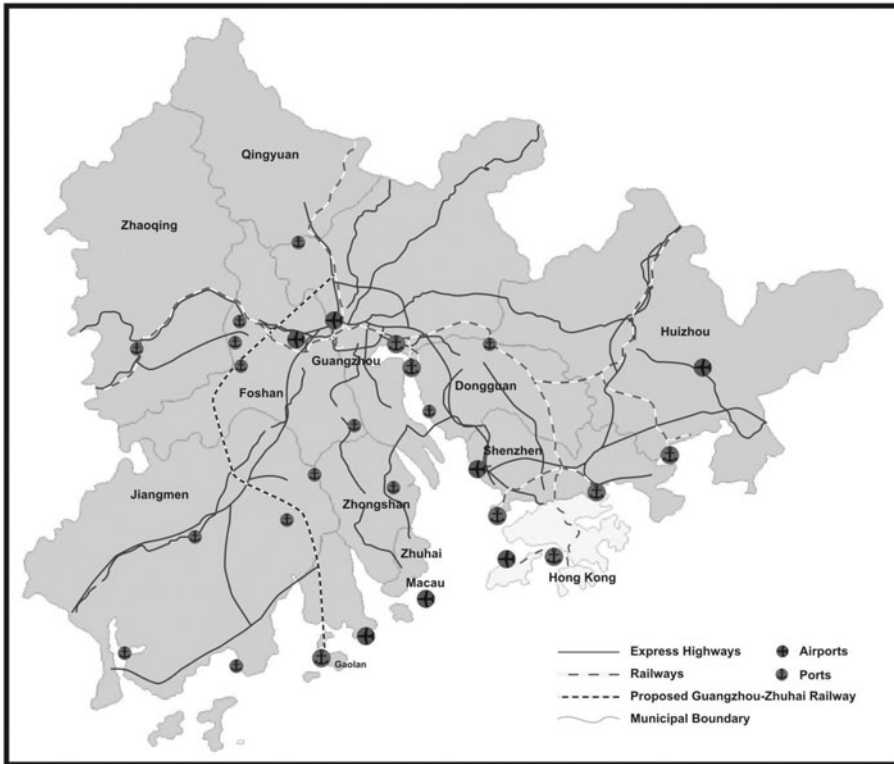 Qingyuan
Zhaoqing
Huizhou
Guangzhou
Dongguan
Foshan
Shenzhen
Jiangmen
Zhongshan
Zhuhai
Macau
Hong Kong
Gaolan
Express Highways
Airports
Railways
Ports
Proposed Guangzhou-Zhuhai Railway
Municipal Boundary